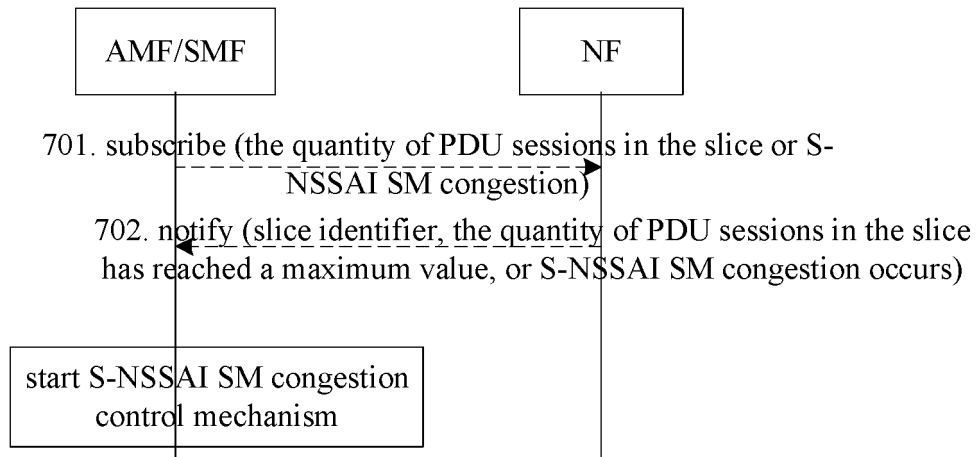 AMF/SMF
NF
701. subscribe (the quantity of PDU sessions in the slice or S-
NSSAI SM congestion)
702. notify (slice identifier, the quantity of PDU sessions in the slice
has reached a maximum value, or S-NSSAI SM congestion occurs)
start S-NSSAI SM congestion
control mechanism